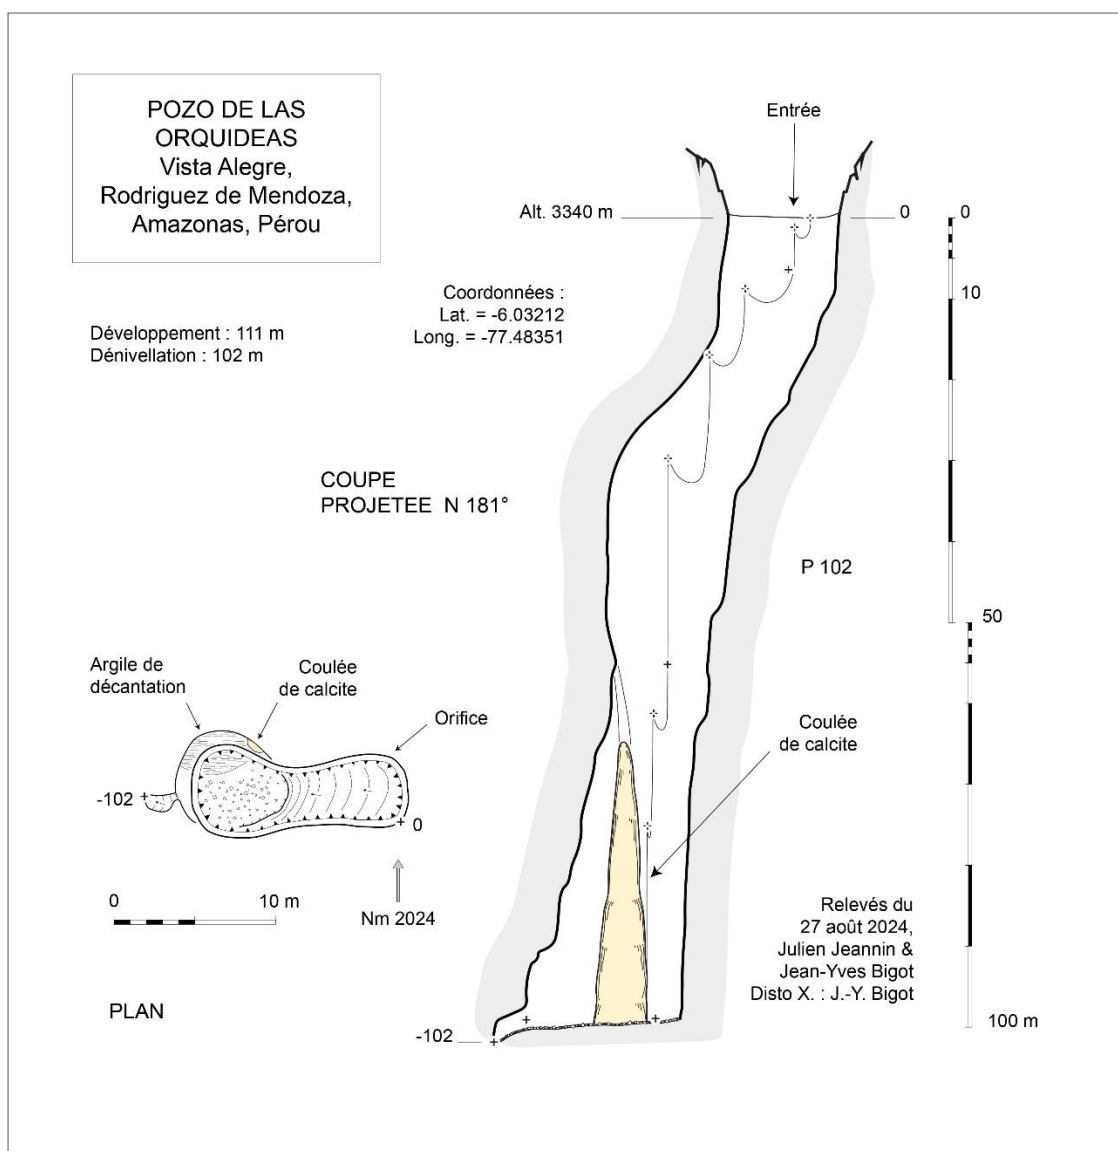 POZO DE LAS
ORQUIDEAS
Vista Alegre,
Rodriguez de Mendoza,
Amazonas, Pérou
Entrée
Alt. 3340 m
0
0
10
Coordonnées :
Lat. = -6.03212
Long. = -77.48351
Développement : 111 m
Dénivellation : 102 m
COUPE
PROJETEE N 181°
P 102
50
Argile de
décantation
Coulée
de calcite
Orifice
-102
0
0
10 m
Nm 2024
PLAN
Coulée
de calcite
Relevés du
27 août 2024,
Julien Jeannin &
Jean-Yves Bigot
Disto X. : J.-Y. Bigot
100 m
-102